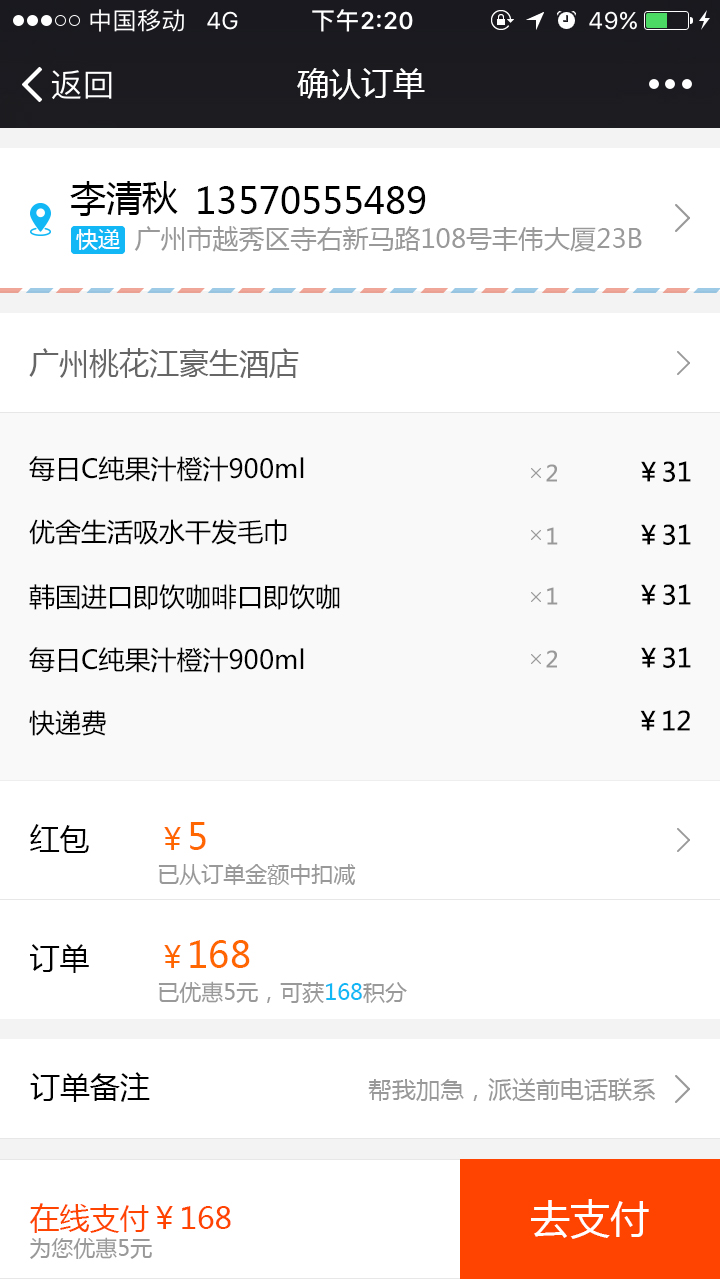 中国移动 4G 下午2:20 49%
返回 确认订单
李清秋 13570555489
快递 广州市越秀区寺右新马路108号丰伟大厦23B
广州桃花江豪生酒店
每日C纯果汁橙汁900ml ×2 ¥31
优舍生活吸水干发毛巾 ×1 ¥31
韩国进口即饮咖啡口即饮咖 ×1 ¥31
每日C纯果汁橙汁900ml ×2 ¥31
快递费 ¥12
红包 ¥5
已从订单金额中扣减
订单 ¥168
已优惠5元，可获168积分
订单备注 帮我加急，派送前电话联系
在线支付¥168
为您优惠5元
去支付